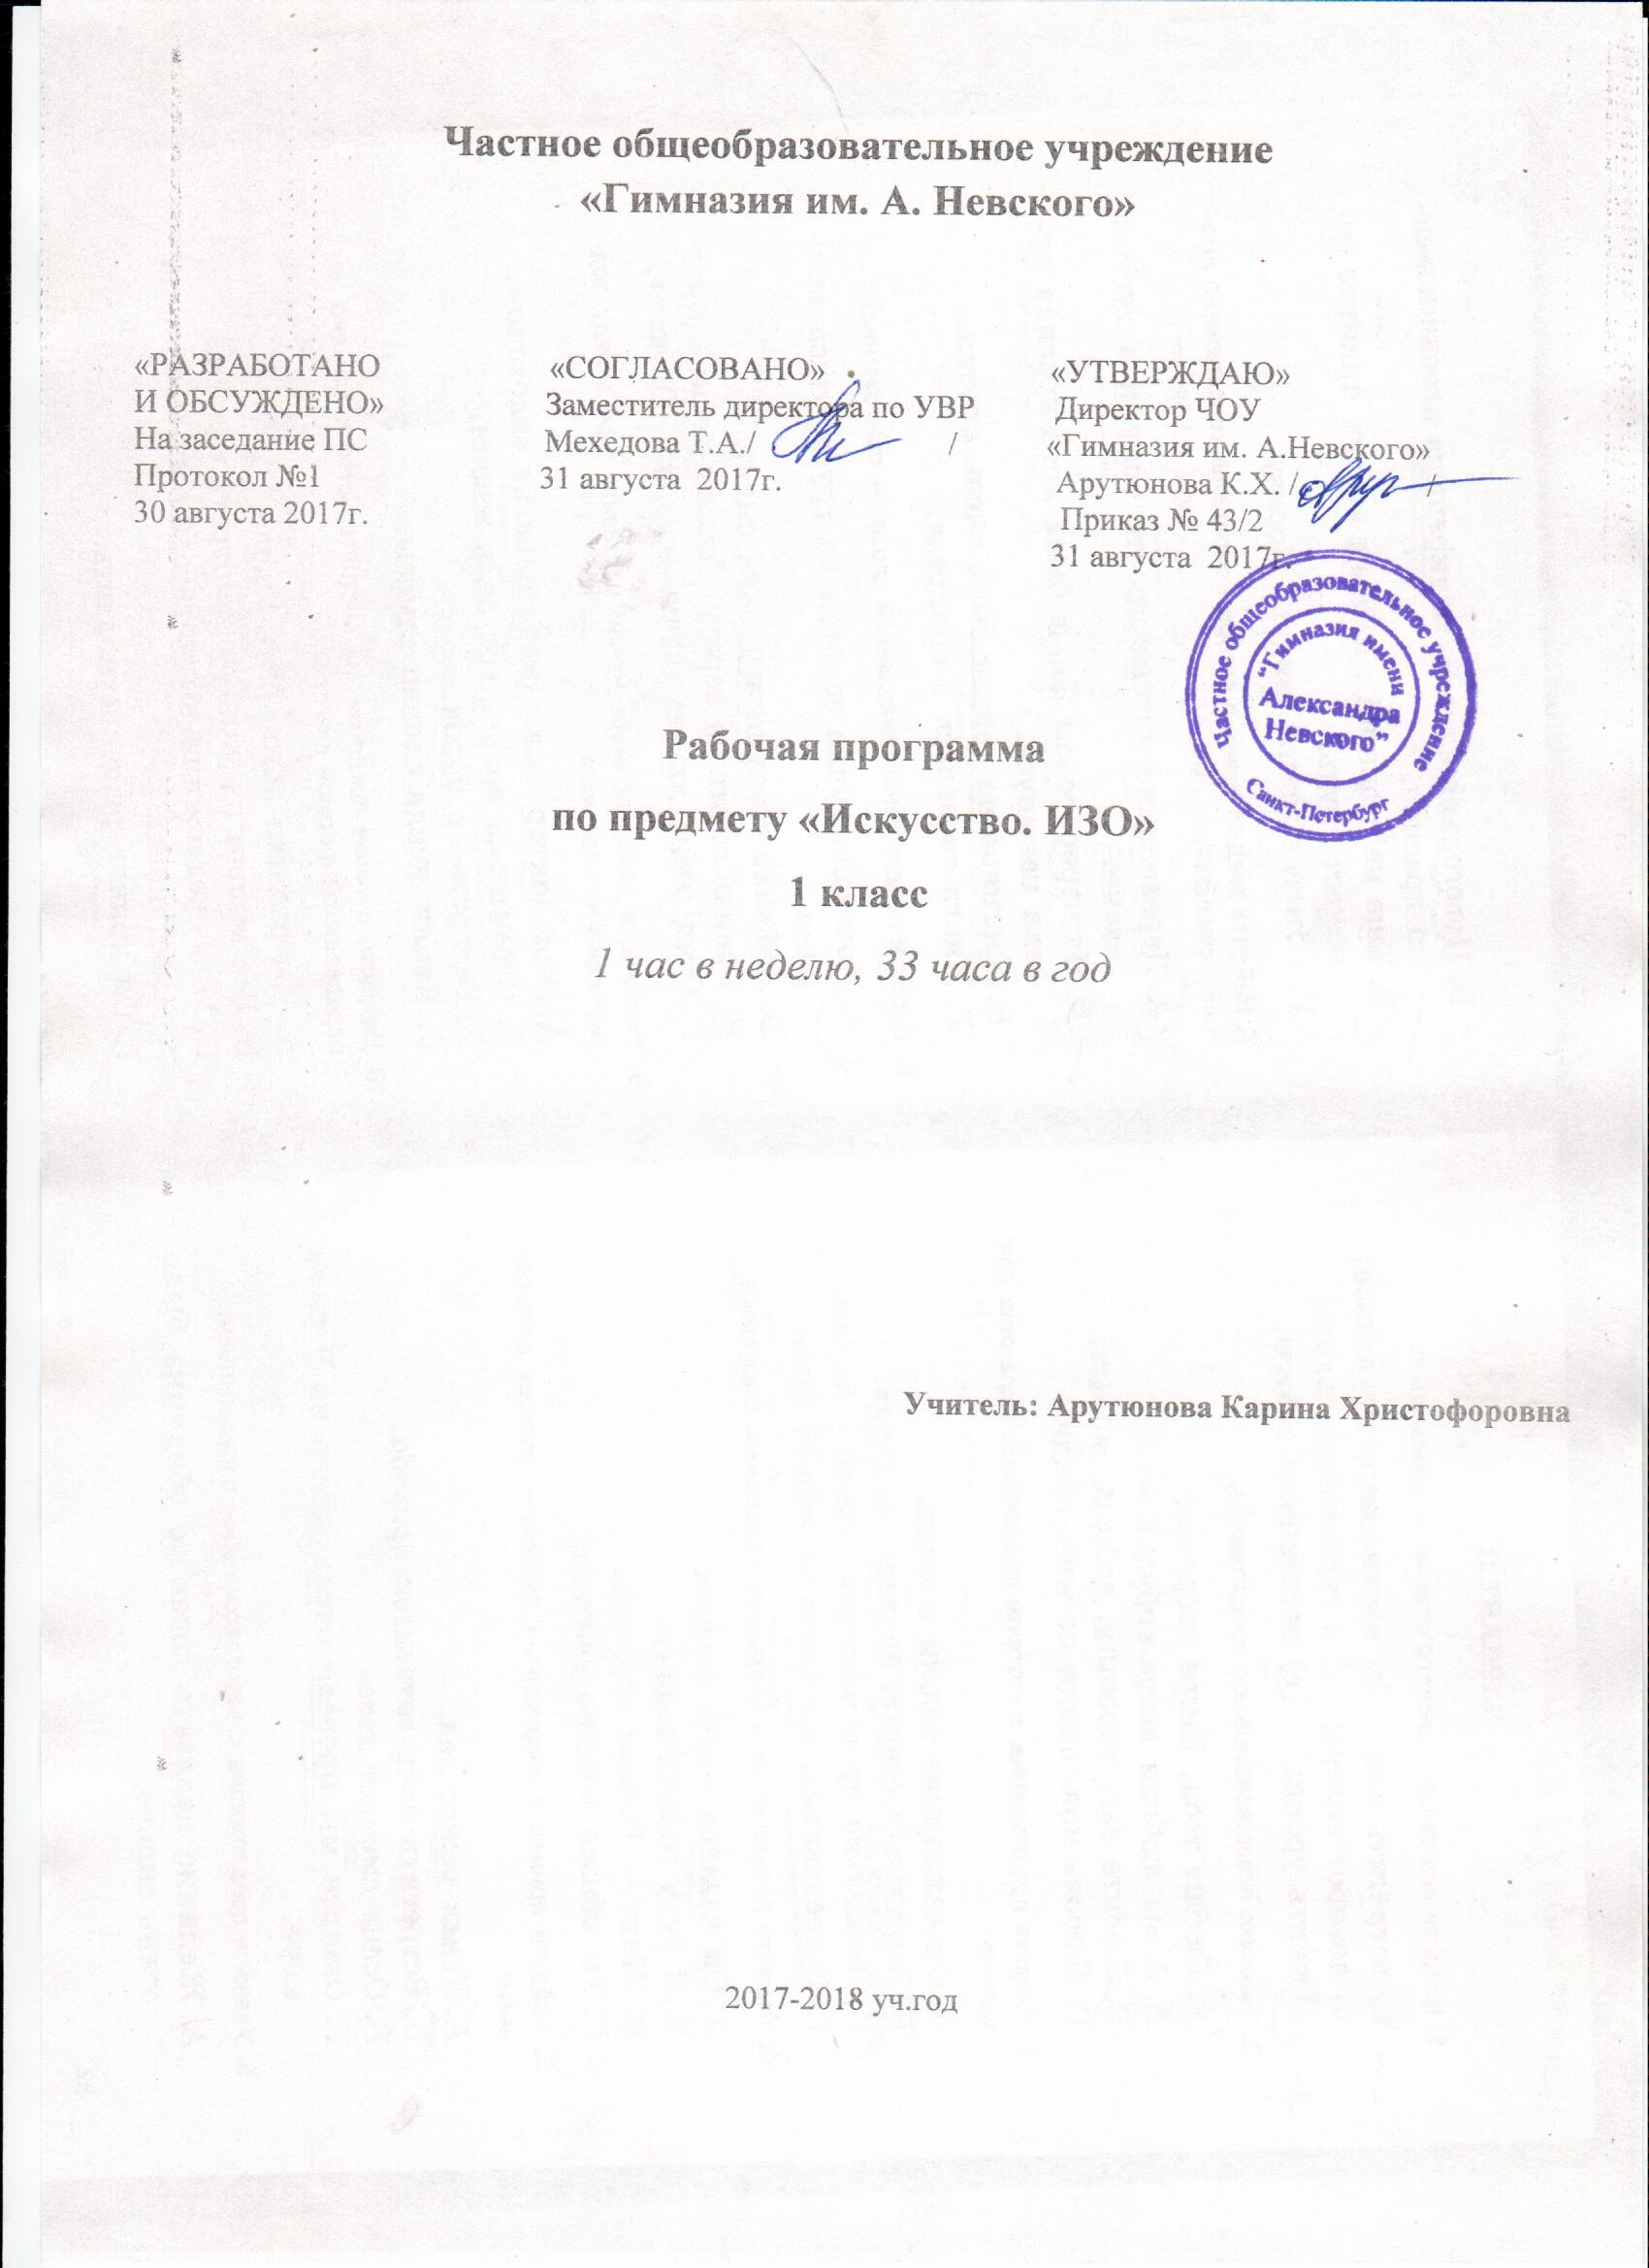 Частное общеобразовательное учреждение
«Гимназия им. А. Невского»
«РАЗРАБОТАНО
И ОБСУЖДЕНО»
На заседание ПС
Протокол №1
30 августа 2017г.
«СОГЛАСОВАНО»
Заместитель директора по УВР
Мехедова Т.А./ /
31 августа 2017г.
«УТВЕРЖДАЮ»
Директор ЧОУ
«Гимназия им. А.Невского»
Арутюнова К.Х. / /
Приказ № 43/2
31 августа 2017г.
Частное общеобразовательное учреждение
"Гимназия имени
Александра
Невского"
Санкт-Петербург
Рабочая программа
по предмету «Искусство. ИЗО»
1 класс
1 час в неделю, 33 часа в год
Учитель: Арутюнова Карина Христофоровна
2017-2018 уч.год